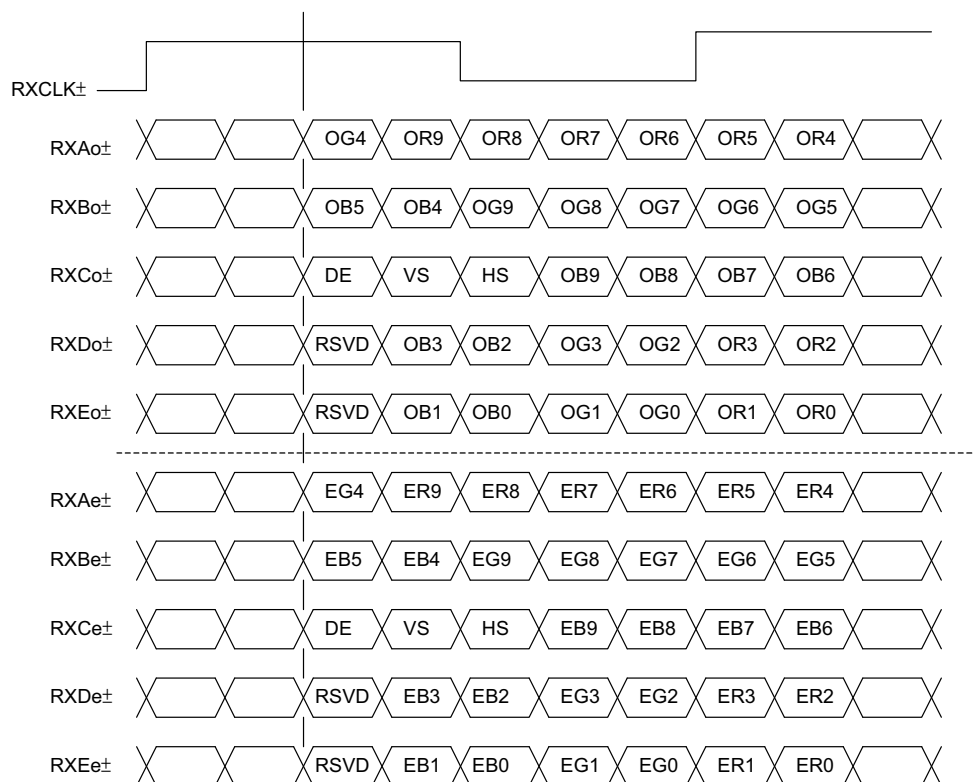 RXCLK±
RXAo± OG4 OR9 OR8 OR7 OR6 OR5 OR4
RXBo± OB5 OB4 OG9 OG8 OG7 OG6 OG5
RXCo± DE VS HS OB9 OB8 OB7 OB6
RXDo± RSVD OB3 OB2 OG3 OG2 OR3 OR2
RXEo± RSVD OB1 OB0 OG1 OG0 OR1 OR0
RXAe± EG4 ER9 ER8 ER7 ER6 ER5 ER4
RXBe± EB5 EB4 EG9 EG8 EG7 EG6 EG5
RXCe± DE VS HS EB9 EB8 EB7 EB6
RXDe± RSVD EB3 EB2 EG3 EG2 ER3 ER2
RXEe± RSVD EB1 EB0 EG1 EG0 ER1 ER0